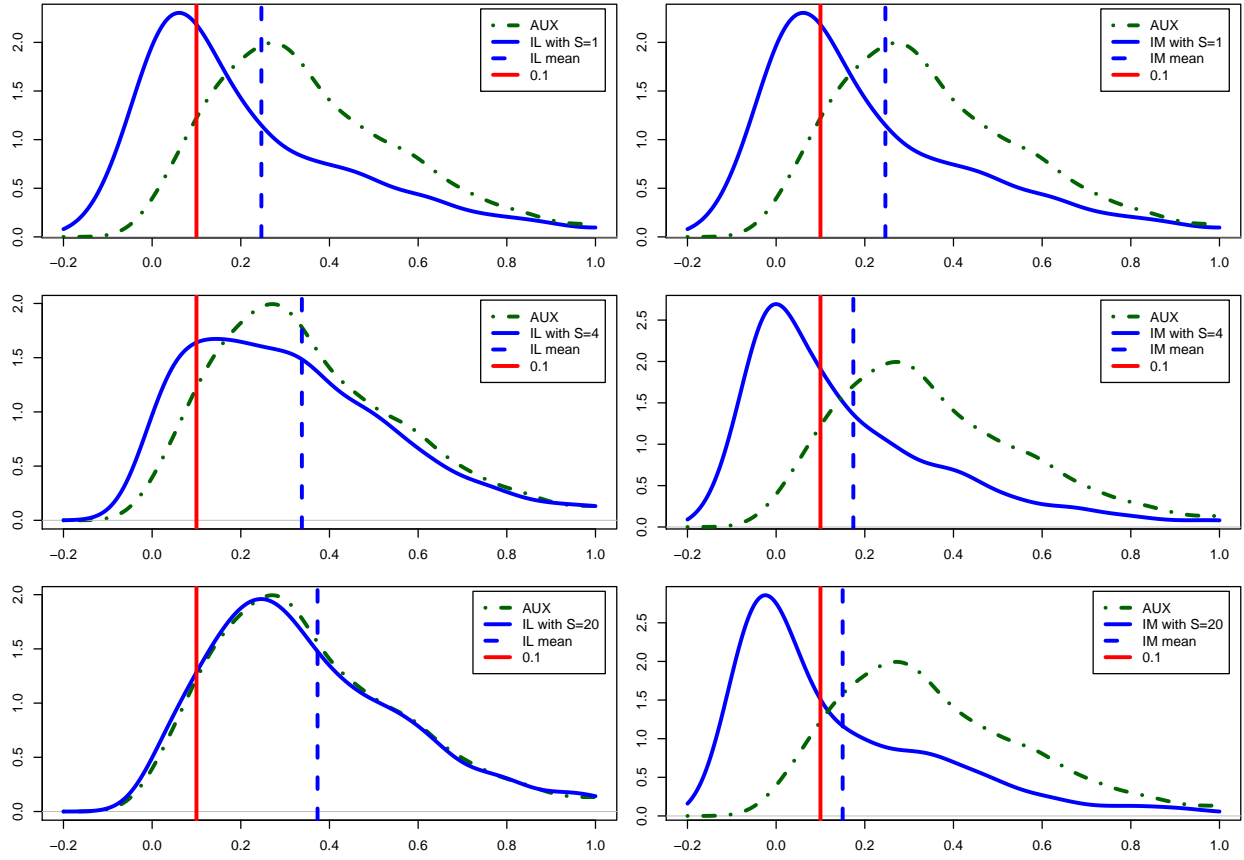 AUX
IL with S=1
IL mean
0.1
0.0 0.5 1.0 1.5 2.0
−0.2 0.0 0.2 0.4 0.6 0.8 1.0
AUX
IM with S=1
IM mean
0.1
0.0 0.5 1.0 1.5 2.0
−0.2 0.0 0.2 0.4 0.6 0.8 1.0
AUX
IL with S=4
IL mean
0.1
0.0 0.5 1.0 1.5 2.0
−0.2 0.0 0.2 0.4 0.6 0.8 1.0
AUX
IM with S=4
IM mean
0.1
0.0 0.5 1.0 1.5 2.0 2.5
−0.2 0.0 0.2 0.4 0.6 0.8 1.0
AUX
IL with S=20
IL mean
0.1
0.0 0.5 1.0 1.5 2.0
−0.2 0.0 0.2 0.4 0.6 0.8 1.0
AUX
IM with S=20
IM mean
0.1
0.0 0.5 1.0 1.5 2.0 2.5
−0.2 0.0 0.2 0.4 0.6 0.8 1.0